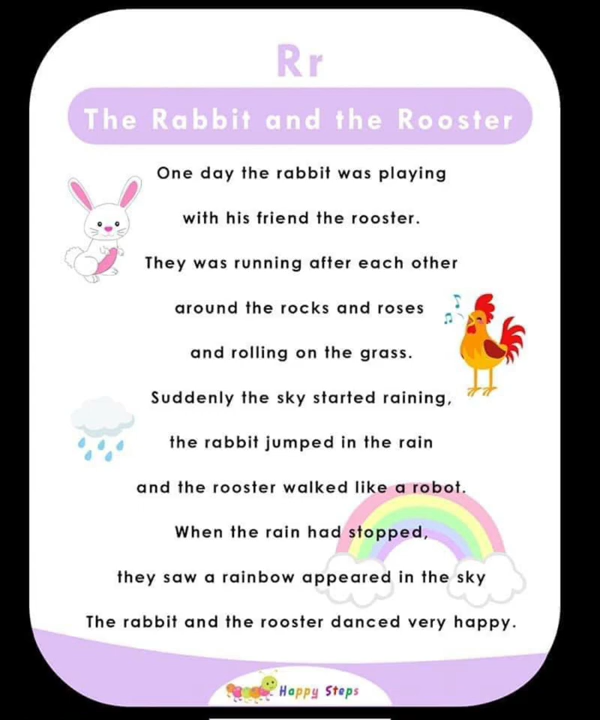 Rr
The Rabbit and the Rooster
One day the rabbit was playing
with his friend the rooster.
They was running after each other
around the rocks and roses
and rolling on the grass.
Suddenly the sky started raining,
the rabbit jumped in the rain
and the rooster walked like a robot.
When the rain had stopped,
they saw a rainbow appeared in the sky
The rabbit and the rooster danced very happy.
Happy Steps